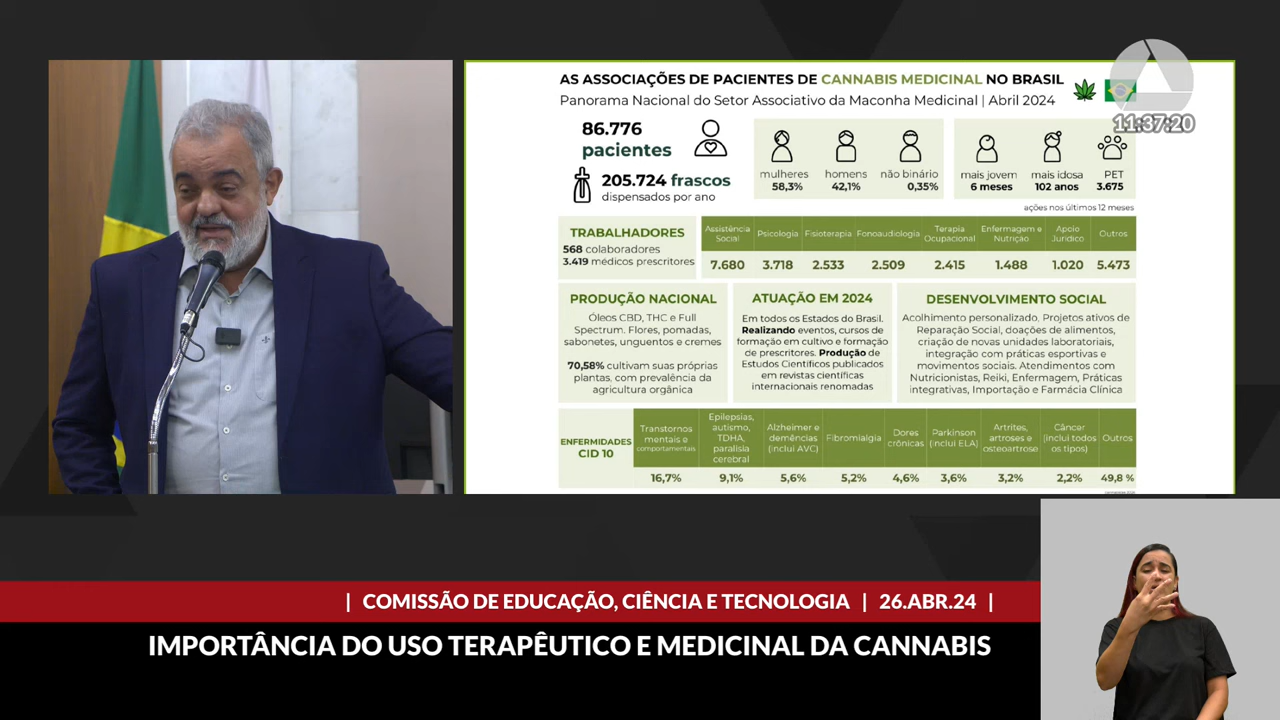 AS ASSOCIAÇÕES DE PACIENTES DE CANNABIS MEDICINAL NO BRASIL
Panorama Nacional do Setor Associativo da Maconha Medicinal | Abril 2024
11:37:20
86.776
pacientes
205.724 frascos
dispensados por ano
mulheres
58,3%
homens
42,1%
não binário
0,35%
mais jovem
6 meses
mais idosa
102 anos
PET
3.675
ações nos últimos 12 meses
TRABALHADORES
568 colaboradores
3.419 médicos prescritores
Assistência
Social
7.680
Psicologia
3.718
Fisioterapia
2.533
Fonoaudiologia
2.509
Terapia
Ocupacional
2.415
Enfermagem e
Nutrição
1.488
Apoio
Jurídico
1.020
Outros
5.473
PRODUÇÃO NACIONAL
Óleos CBD, THC e Full
Spectrum. Flores, pomadas,
sabonetes, unguentos e cremes
70,58% cultivam suas próprias
plantas, com prevalência da
agricultura orgânica
ATUAÇÃO EM 2024
Em todos os Estados do Brasil.
Realizando eventos, cursos de
formação em cultivo e formação
de prescritores. Produção de
Estudos Científicos publicados
em revistas científicas
internacionais renomadas
DESENVOLVIMENTO SOCIAL
Acolhimento personalizado. Projetos ativos de
Reparação Social, doações de alimentos,
criação de novas unidades laboratoriais,
integração com práticas esportivas e
movimentos sociais. Atendimentos com
Nutricionistas, Reiki, Enfermagem, Práticas
integrativas, Importação e Farmácia Clínica
ENFERMIDADES
CID 10
Transtornos
mentais e
comportamentais
16,7%
Epilepsias,
autismo,
TDHA,
paralisia
cerebral
9,1%
Alzheimer e
demências
(inclui AVC)
5,6%
Fibromialgia
5,2%
Dores
crônicas
4,6%
Parkinson
(inclui ELA)
3,6%
Artrites,
artroses e
osteoartrose
3,2%
Câncer
(inclui todos
os tipos)
2,2%
Outros
49,8 %
| COMISSÃO DE EDUCAÇÃO, CIÊNCIA E TECNOLOGIA | 26.ABR.24 |
IMPORTÂNCIA DO USO TERAPÊUTICO E MEDICINAL DA CANNABIS